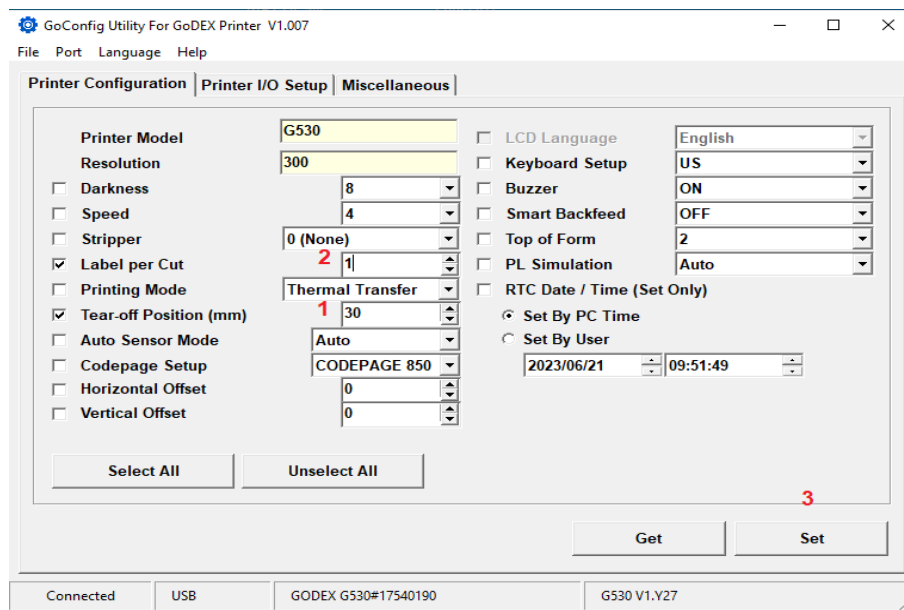 GoConfig Utility For GoDEX Printer V1.007
File Port Language Help
Printer Configuration Printer I/O Setup Miscellaneous
Printer Model G530
Resolution 300
Darkness 8
Speed 4
Stripper 0 (None)
Label per Cut 2 1
Printing Mode Thermal Transfer
Tear-off Position (mm) 1 30
Auto Sensor Mode Auto
Codepage Setup CODEPAGE 850
Horizontal Offset 0
Vertical Offset 0
LCD Language English
Keyboard Setup US
Buzzer ON
Smart Backfeed OFF
Top of Form 2
PL Simulation Auto
RTC Date / Time (Set Only)
Set By PC Time
Set By User
2023/06/21 09:51:49
Select All Unselect All
3
Get Set
Connected USB GODEX G530#17540190 G530 V1.Y27